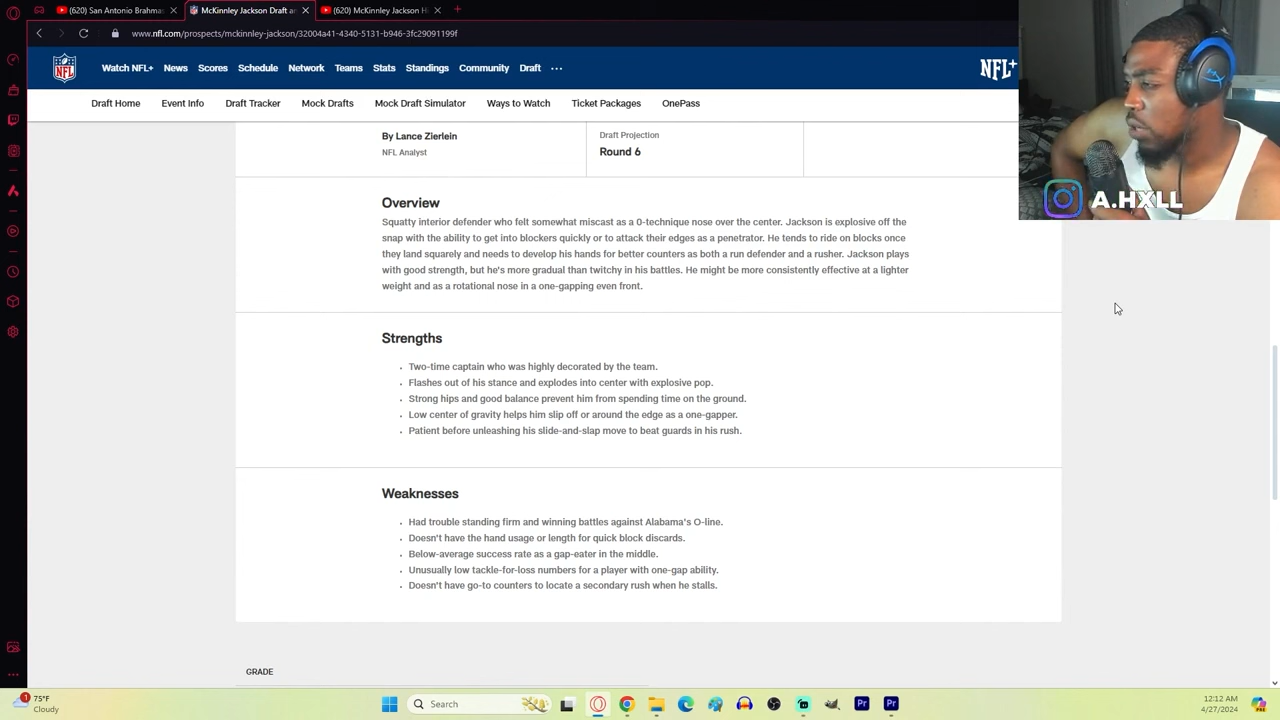 (620) San Antonio Brahmas
McKinnley Jackson Draft an
(620) McKinnley Jackson H
www.nfl.com/prospects/mckinnley-jackson/32004a41-4340-5131-b946-3fc29091199f
NFL
Watch NFL+ News Scores Schedule Network Teams Stats Standings Community Draft
NFL+
Draft Home Event Info Draft Tracker Mock Drafts Mock Draft Simulator Ways to Watch Ticket Packages OnePass
By Lance Zierlein
NFL Analyst
Draft Projection
Round 6
A.HXLL
Overview
Squatty interior defender who felt somewhat miscast as a 0-technique nose over the center. Jackson is explosive off the
snap with the ability to get into blockers quickly or to attack their edges as a penetrator. He tends to ride on blocks once
they land squarely and needs to develop his hands for better counters as both a run defender and a rusher. Jackson plays
with good strength, but he's more gradual than twitchy in his battles. He might be more consistently effective at a lighter
weight and as a rotational nose in a one-gapping even front.
Strengths
• Two-time captain who was highly decorated by the team.
• Flashes out of his stance and explodes into center with explosive pop.
• Strong hips and good balance prevent him from spending time on the ground.
• Low center of gravity helps him slip off or around the edge as a one-gapper.
• Patient before unleashing his slide-and-slap move to beat guards in his rush.
Weaknesses
• Had trouble standing firm and winning battles against Alabama's O-line.
• Doesn't have the hand usage or length for quick block discards.
• Below-average success rate as a gap-eater in the middle.
• Unusually low tackle-for-loss numbers for a player with one-gap ability.
• Doesn't have go-to counters to locate a secondary rush when he stalls.
GRADE
1
75°F
Cloudy
Search
Pr
Pr
12:12 AM
4/27/2024